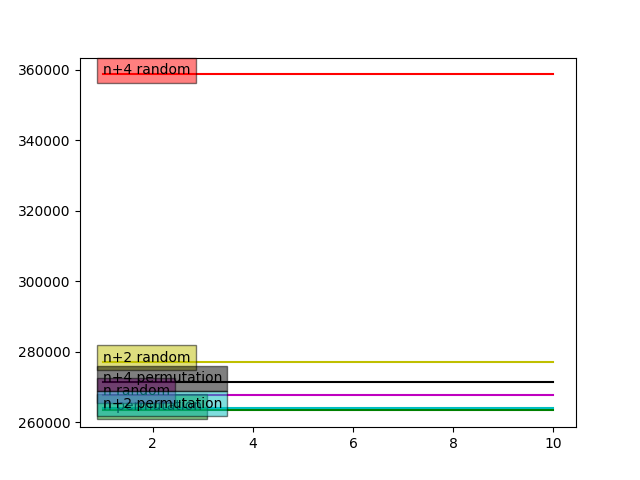 360000
340000
320000
300000
280000
260000
n+4 random
n+2 random
n+4 permutation
n random
n+2 permutation
2
4
6
8
10